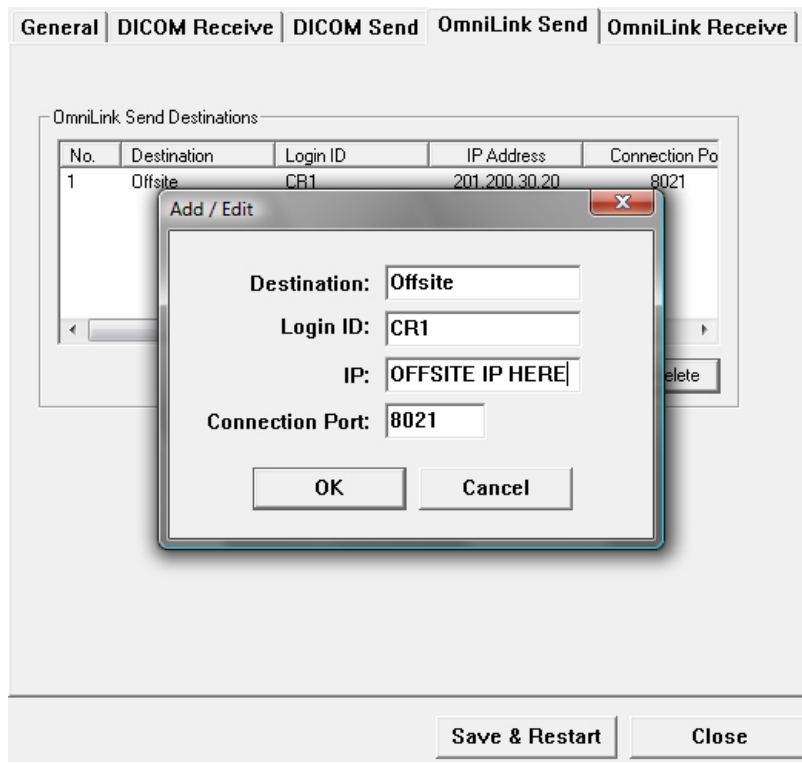 General DICOM Receive DICOM Send OmniLink Send OmniLink Receive
OmniLink Send Destinations
No. Destination Login ID IP Address Connection Po
1 Offsite CR1 201.200.30.20 8021
Add / Edit
Destination: Offsite
Login ID: CR1
IP: OFFSITE IP HERE
elete
Connection Port: 8021
OK Cancel
Save & Restart Close